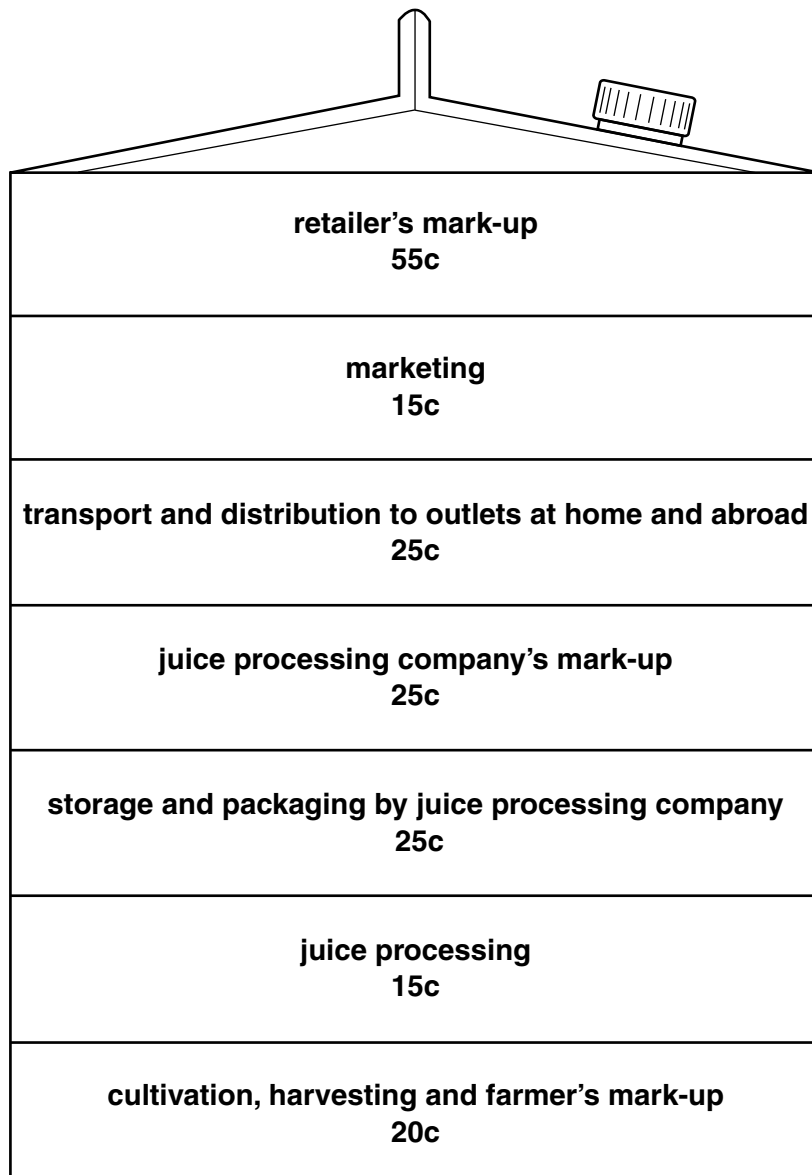 retailer’s mark-up
55c
marketing
15c
transport and distribution to outlets at home and abroad
25c
juice processing company’s mark-up
25c
storage and packaging by juice processing company
25c
juice processing
15c
cultivation, harvesting and farmer’s mark-up
20c